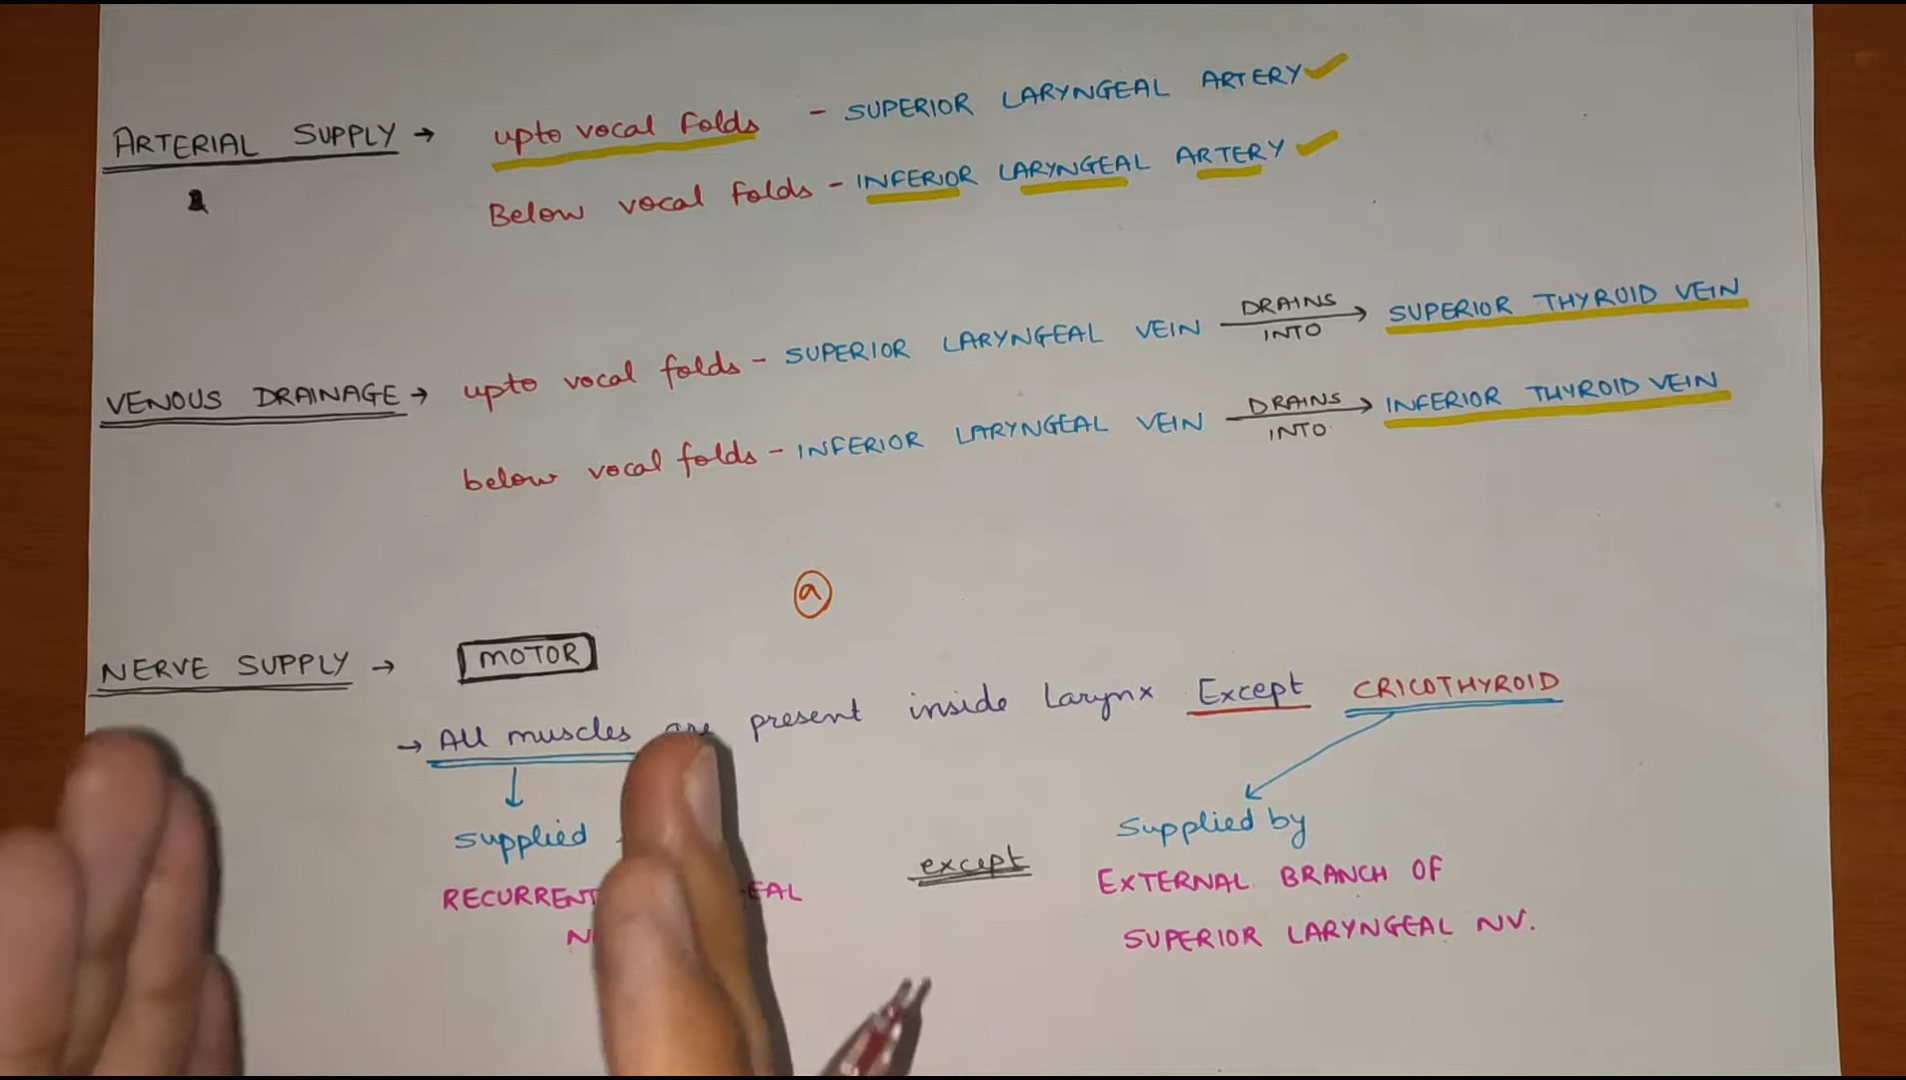 ARTERIAL SUPPLY → upto vocal folds - SUPERIOR LARYNGEAL ARTERY
Below vocal folds - INFERIOR LARYNGEAL ARTERY
VENOUS DRAINAGE → upto vocal folds - SUPERIOR LARYNGEAL VEIN DRAINS INTO → SUPERIOR THYROID VEIN
below vocal folds - INFERIOR LARYNGEAL VEIN DRAINS INTO → INFERIOR THYROID VEIN
a
NERVE SUPPLY → MOTOR
→ All muscles are present inside Larynx Except CRICOTHYROID
Supplied
Supplied by
RECURRENT
except
EXTERNAL BRANCH OF
SUPERIOR LARYNGEAL NV.